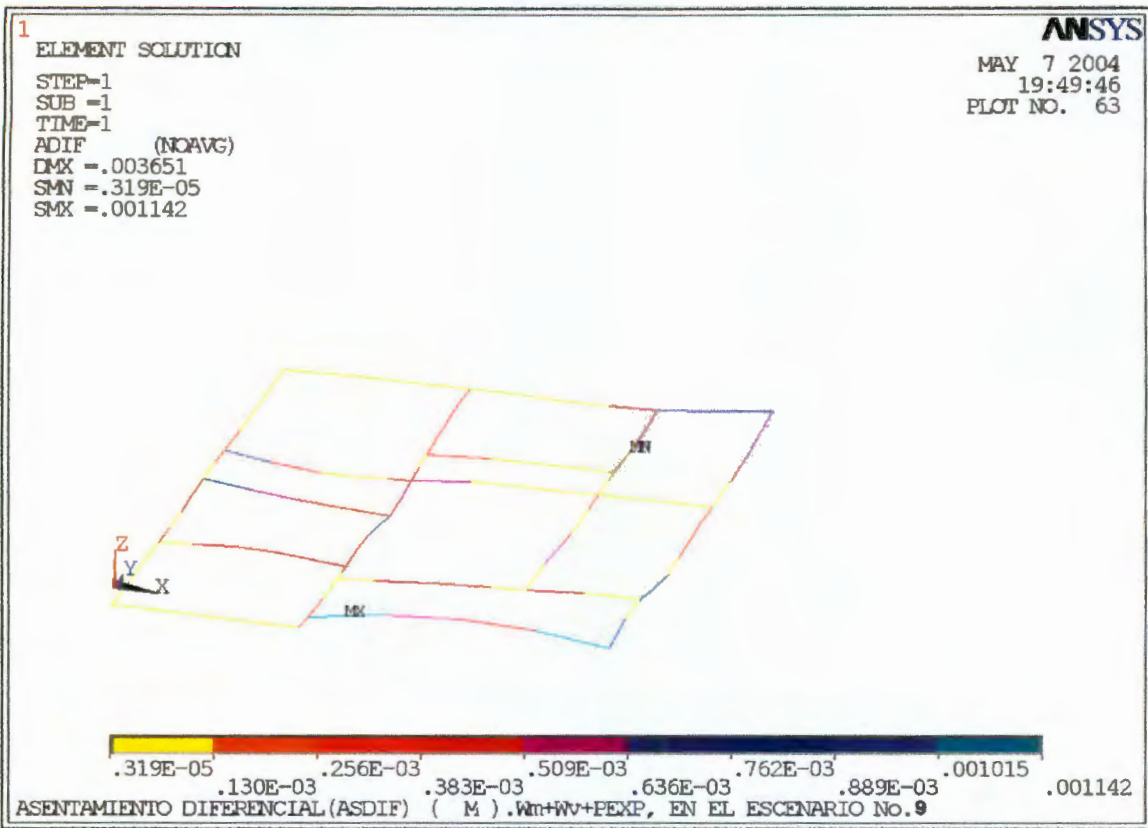 1
ANSYS
ELEMENT SOLUTION
MAY 7 2004
19:49:46
PLOT NO. 63
STEP=1
SUB =1
TIME=1
ADIF (NOAVG)
DMX =.003651
SMN =.319E-05
SMX =.001142
MN
Z
Y
X
MX
.319E-05 .256E-03 .509E-03 .762E-03 .001015
.130E-03 .383E-03 .636E-03 .889E-03 .001142
ASENTAMIENTO DIFERENCIAL(ASDIF) ( M ).Wm+Wv+PEXP, EN EL ESCENARIO No.9